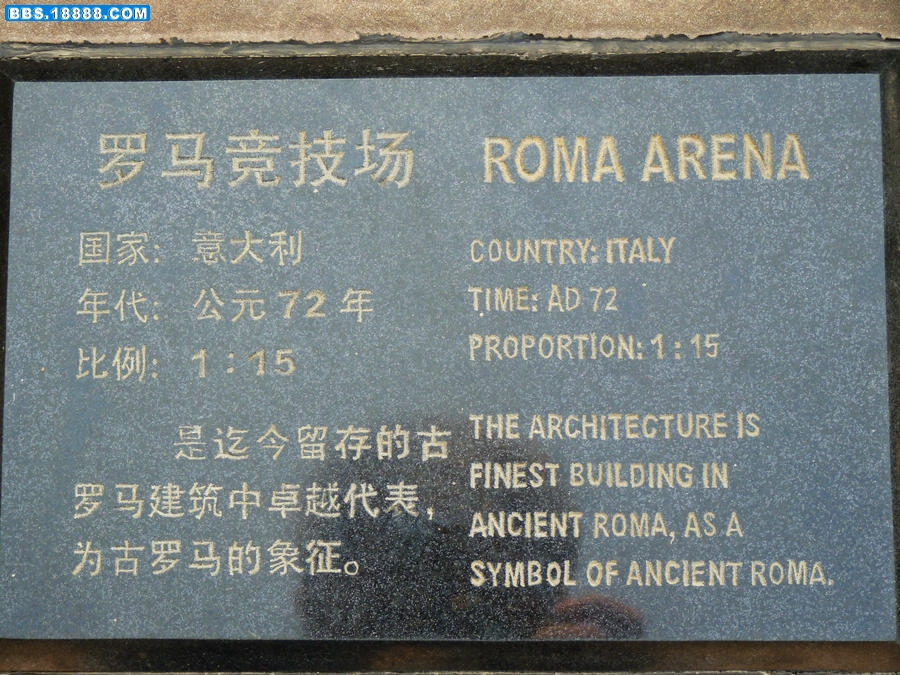 BBS.18888.COM
罗马竞技场
国家：意大利
年代：公元72年
比例：1：15
是迄今留存的古
罗马建筑中卓越代表，
为古罗马的象征。
ROMA ARENA
COUNTRY: ITALY
TIME: AD 72
PROPORTION: 1 : 15
THE ARCHITECTURE IS
FINEST BUILDING IN
ANCIENT ROMA, AS A
SYMBOL OF ANCIENT ROMA.